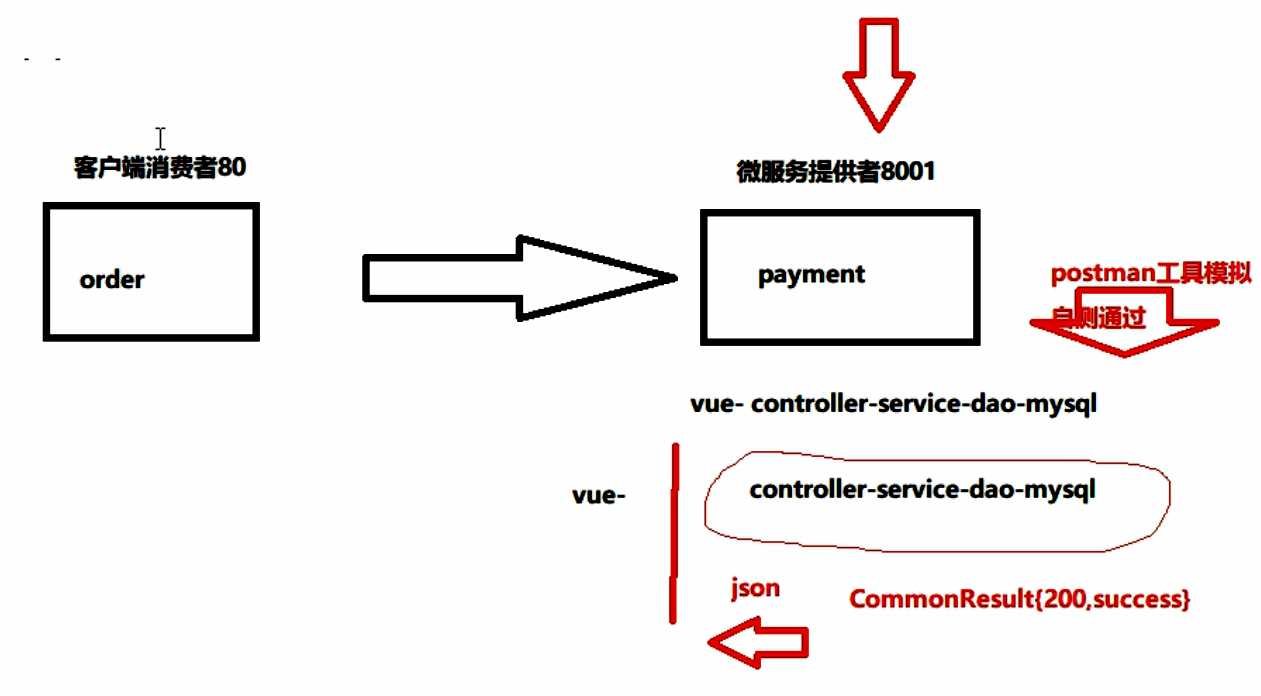 客户端消费者80
微服务提供者8001
order
payment
postman工具模拟
自测通过
vue- controller-service-dao-mysql
vue-
controller-service-dao-mysql
json
CommonResult{200,success}